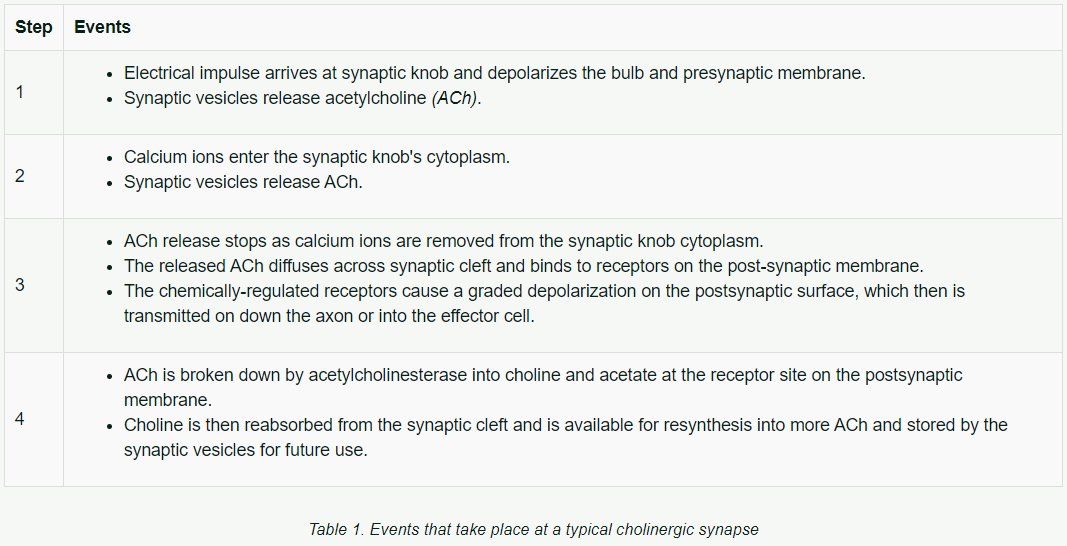 Step Events
1
• Electrical impulse arrives at synaptic knob and depolarizes the bulb and presynaptic membrane.
• Synaptic vesicles release acetylcholine (ACh).
2
• Calcium ions enter the synaptic knob's cytoplasm.
• Synaptic vesicles release ACh.
3
• ACh release stops as calcium ions are removed from the synaptic knob cytoplasm.
• The released ACh diffuses across synaptic cleft and binds to receptors on the post-synaptic membrane.
• The chemically-regulated receptors cause a graded depolarization on the postsynaptic surface, which then is
transmitted on down the axon or into the effector cell.
4
• ACh is broken down by acetylcholinesterase into choline and acetate at the receptor site on the postsynaptic
membrane.
• Choline is then reabsorbed from the synaptic cleft and is available for resynthesis into more ACh and stored by the
synaptic vesicles for future use.
Table 1. Events that take place at a typical cholinergic synapse